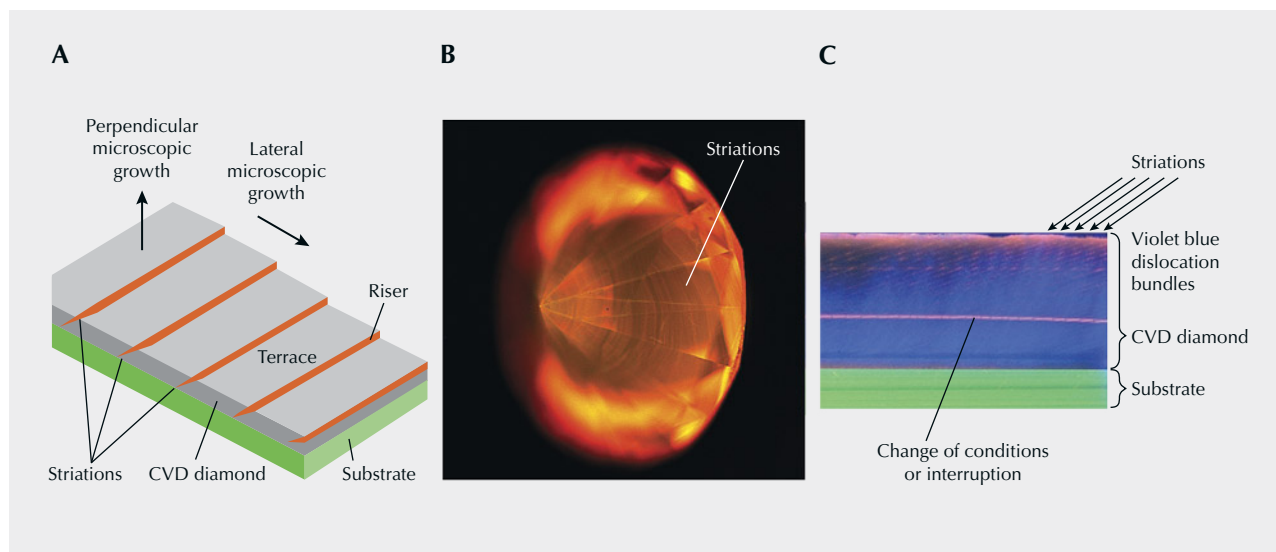 A
Perpendicular
microscopic
growth
Lateral
microscopic
growth
Riser
Terrace
Striations
CVD diamond
Substrate
B
Striations
C
Striations
Violet blue
dislocation
bundles
CVD diamond
Substrate
Change of conditions
or interruption